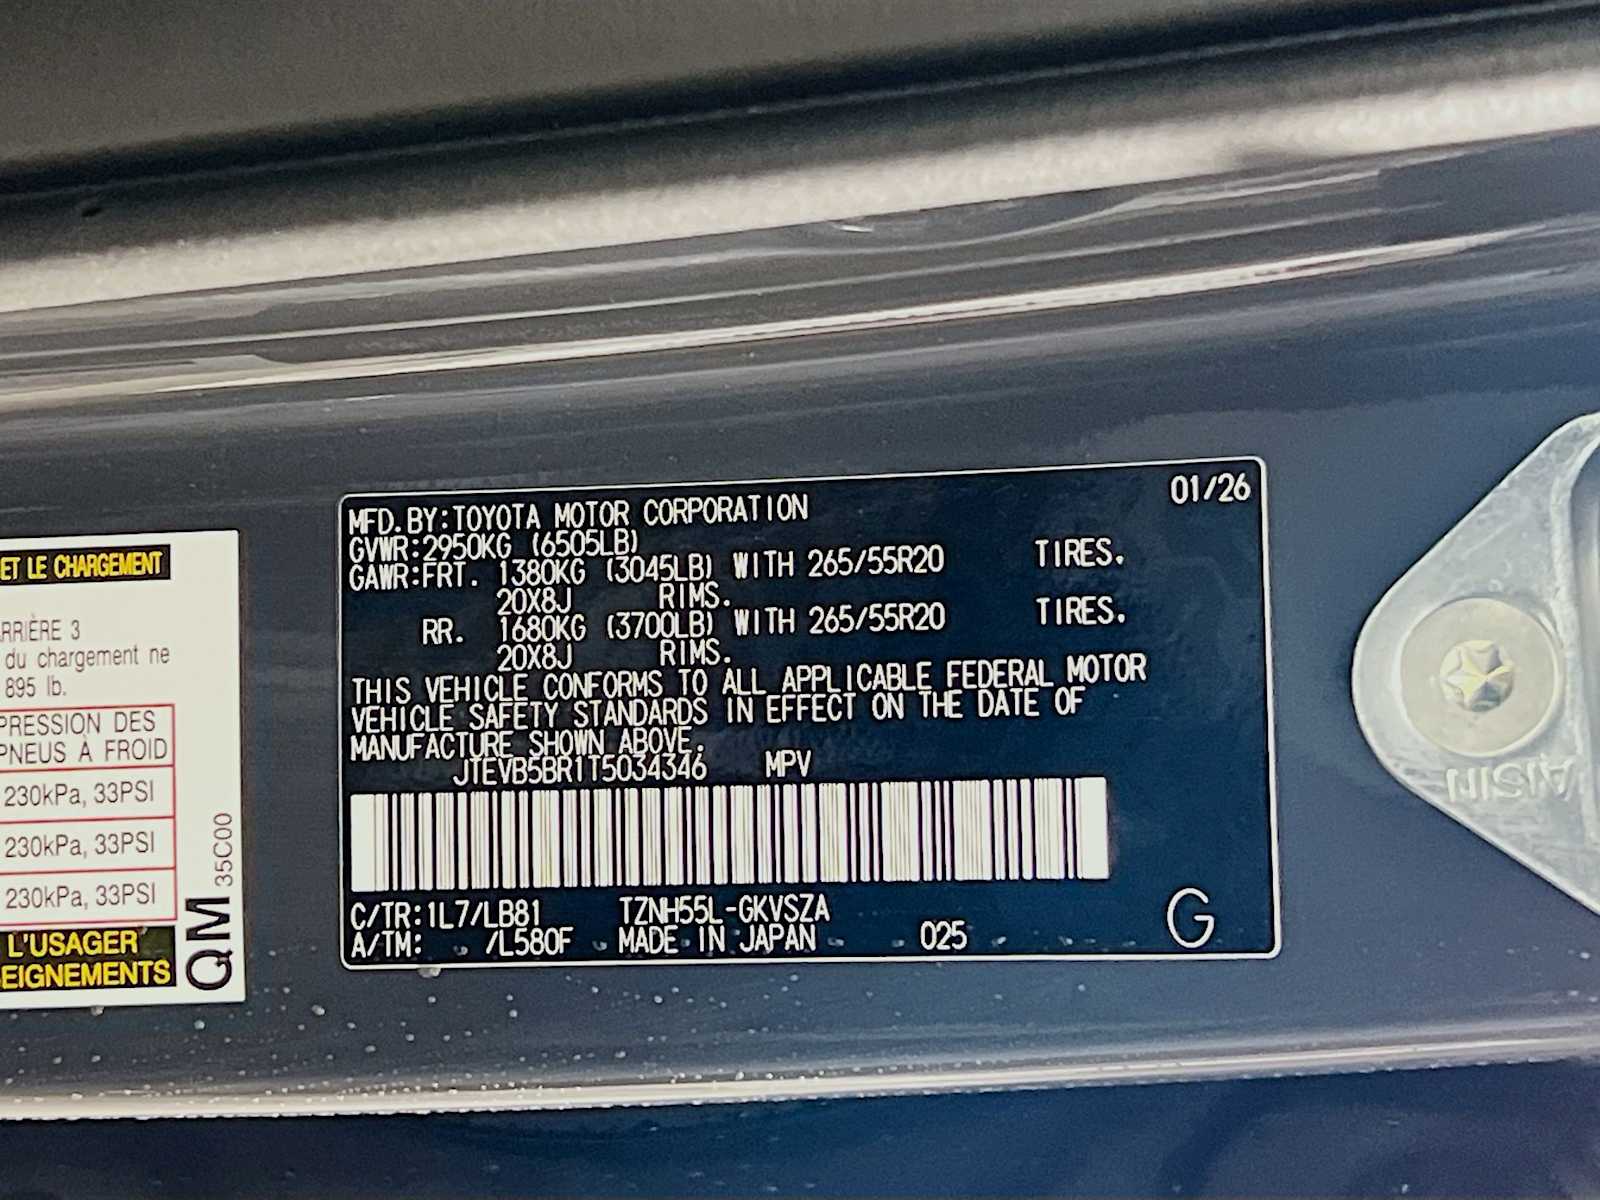 ET LE CHARGEMENT
RRIÈRE 3
du chargement ne
895 lb.
PRESSION DES
PNEUS À FROID
230kPa, 33PSI
230kPa, 33PSI
230kPa, 33PSI
L'USAGER
SEIGNEMENTS
QM 35C00
01/26
MFD. BY:TOYOTA MOTOR CORPORATION
GVWR:2950KG (6505LB)
GAWR:FRT. 1380KG (3045LB) WITH 265/55R20 TIRES.
20X8J RIMS.
RR. 1680KG (3700LB) WITH 265/55R20 TIRES.
20X8J RIMS.
THIS VEHICLE CONFORMS TO ALL APPLICABLE FEDERAL MOTOR
VEHICLE SAFETY STANDARDS IN EFFECT ON THE DATE OF
MANUFACTURE SHOWN ABOVE.
JTEVB5BR1T5034346 MPV
C/TR:1L7/LB81 TZNH55L-GKVSZA
A/TM: /L580F MADE IN JAPAN 025
G
AISIN